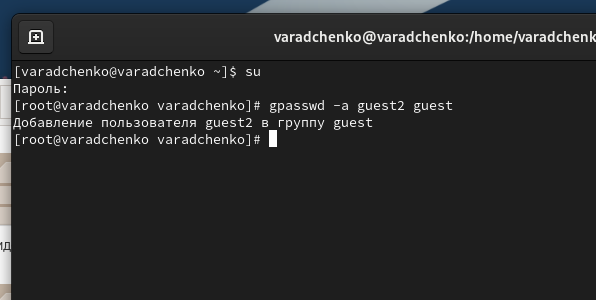 varadchenko@varadchenko:/home/varadchenk
[varadchenko@varadchenko ~]$ su
Пароль:
[root@varadchenko varadchenko]# gpasswd -a guest2 guest
Добавление пользователя guest2 в группу guest
[root@varadchenko varadchenko]#